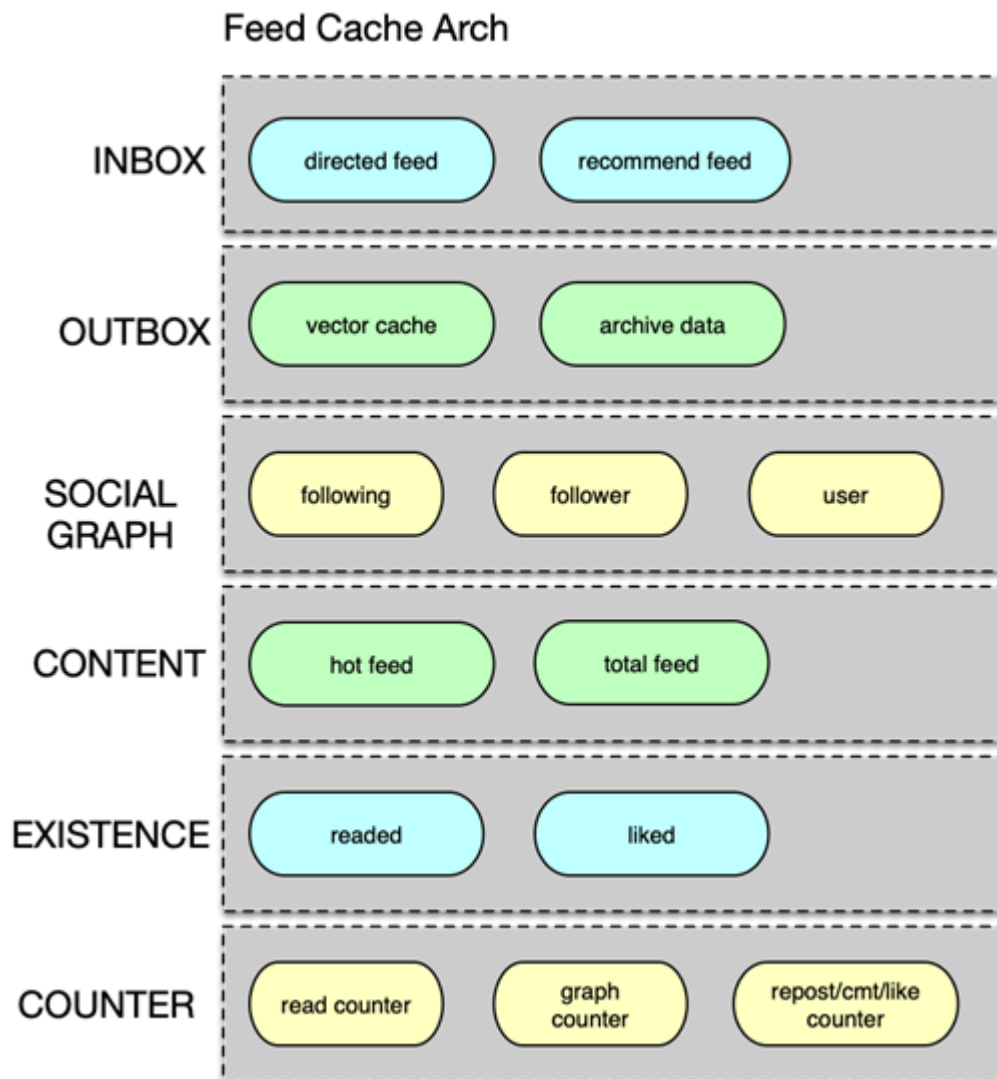 Feed Cache Arch
INBOX
directed feed
recommend feed
OUTBOX
vector cache
archive data
SOCIAL
GRAPH
following
follower
user
CONTENT
hot feed
total feed
EXISTENCE
readed
liked
COUNTER
read counter
graph
counter
repost/cmt/like
counter